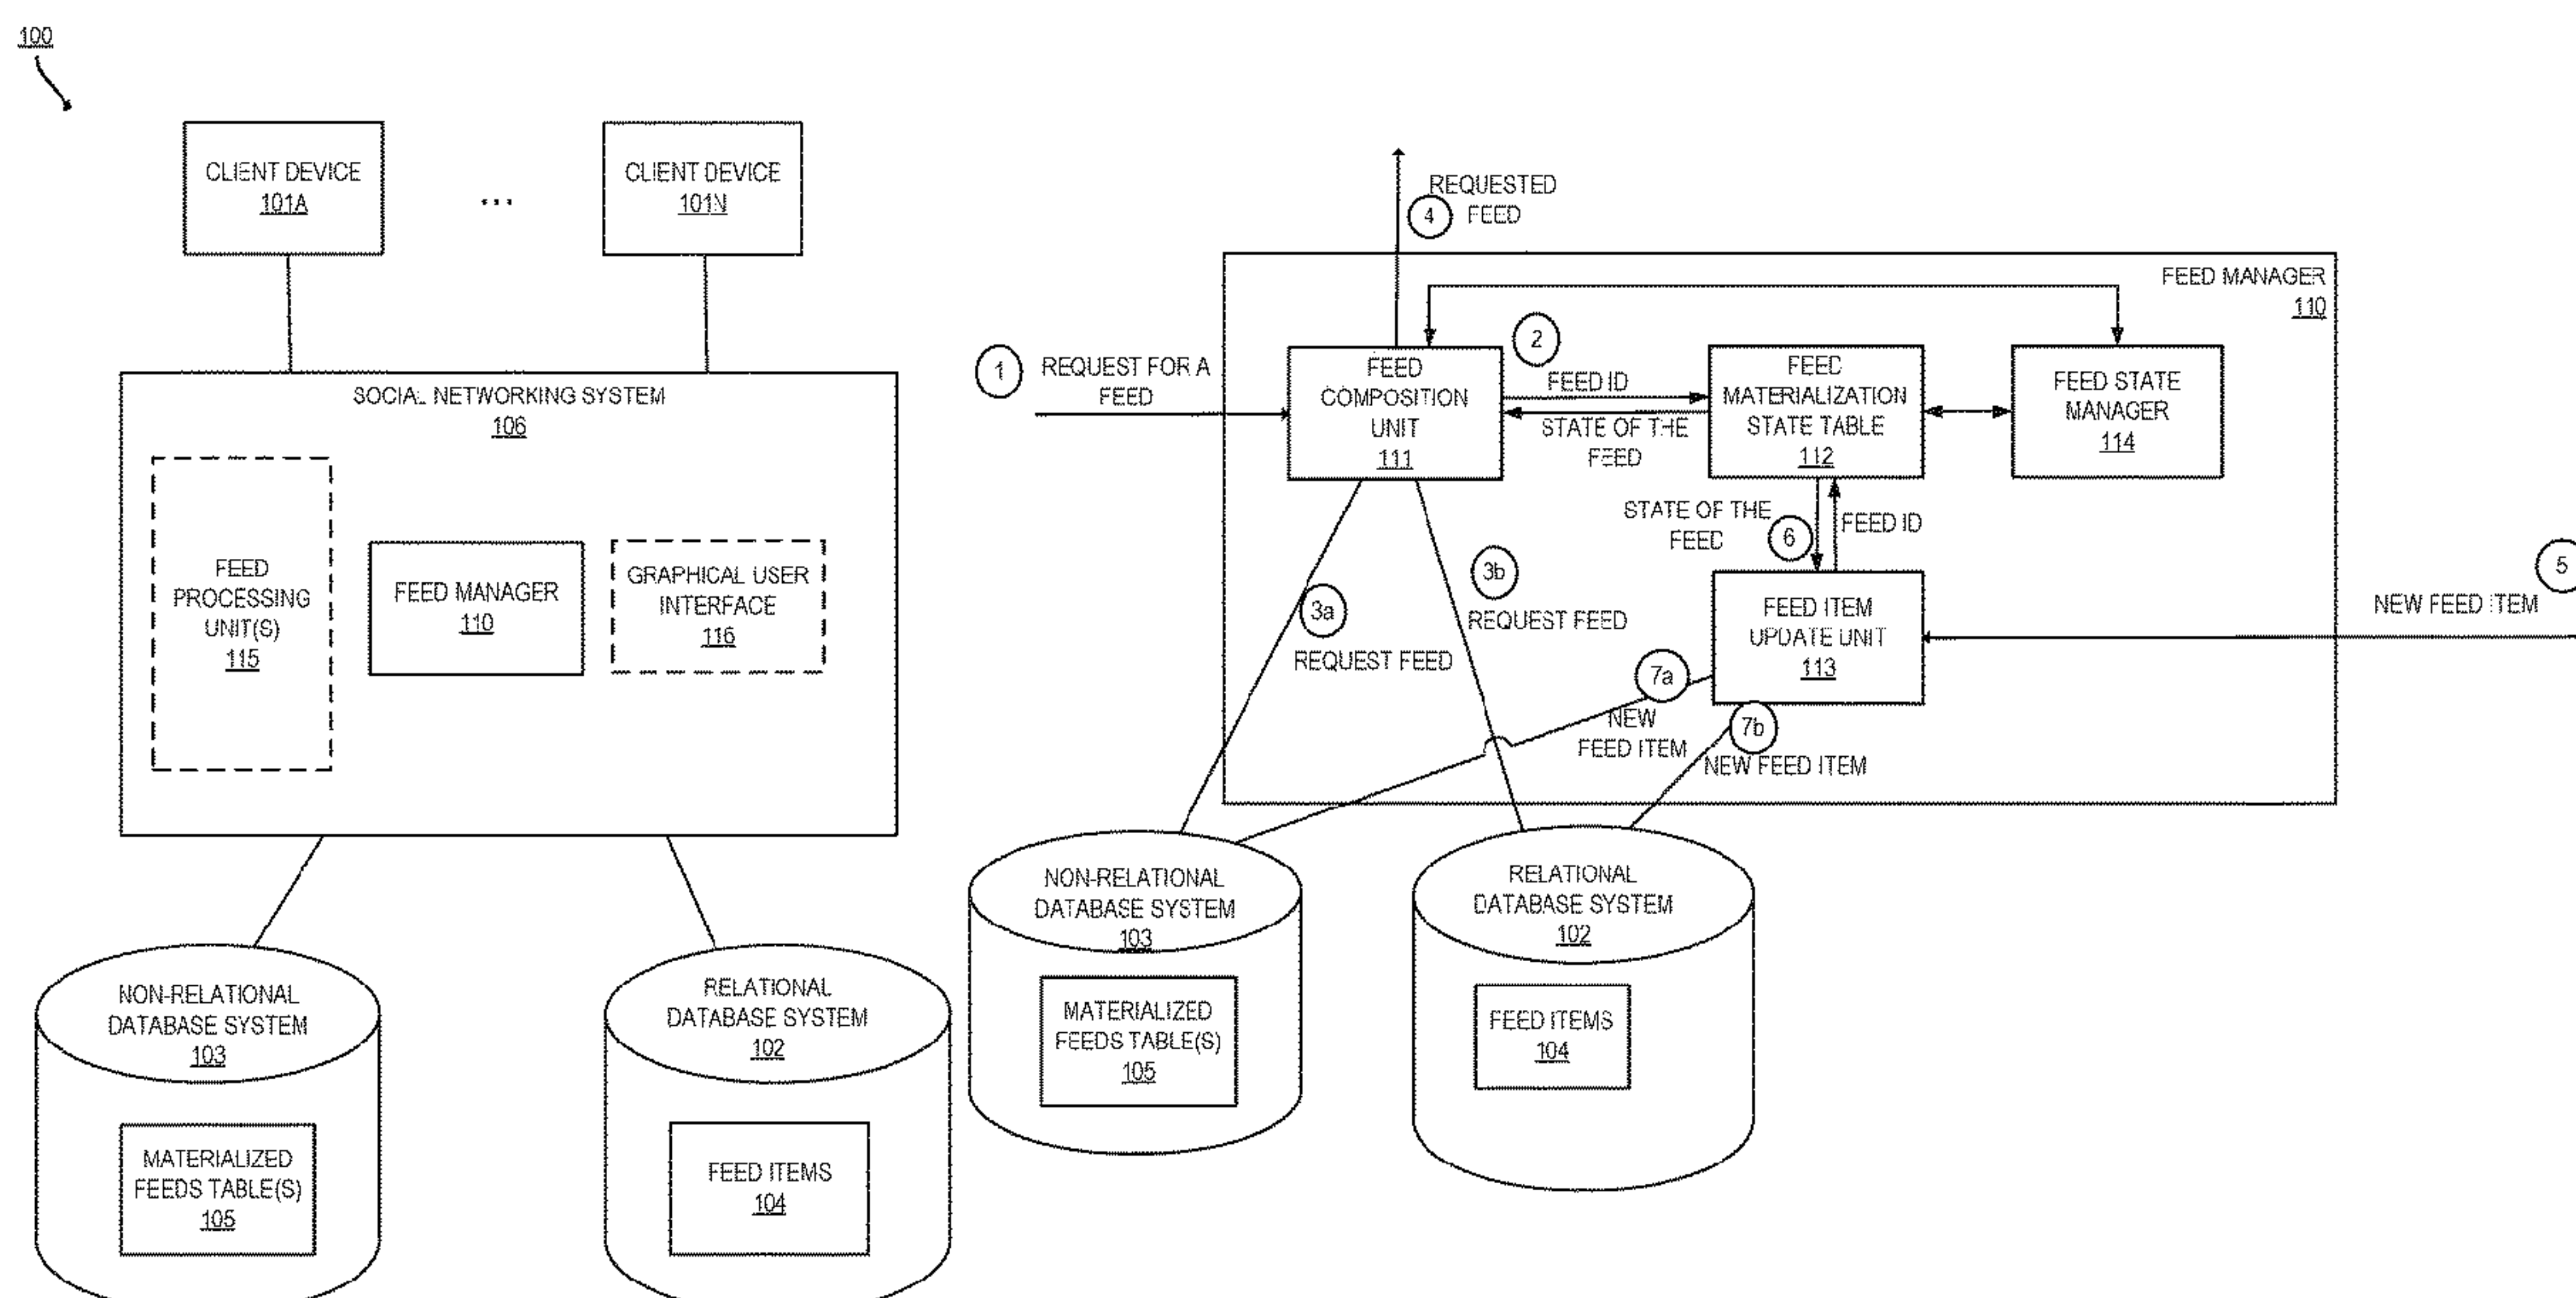 100
CLIENT DEVICE
101A
...
CLIENT DEVICE
101N
SOCIAL NETWORKING SYSTEM
106
FEED
PROCESSING
UNIT(S)
115
FEED MANAGER
110
GRAPHICAL USER
INTERFACE
116
NON-RELATIONAL
DATABASE SYSTEM
103
MATERIALIZED
FEEDS TABLE(S)
105
RELATIONAL
DATABASE SYSTEM
102
FEED ITEMS
104
REQUESTED
4 FEED
FEED MANAGER
110
1
REQUEST FOR A
FEED
FEED
COMPOSITION
UNIT
111
2
FEED ID
STATE OF THE
FEED
FEED
MATERIALIZATION
STATE TABLE
112
FEED STATE
MANAGER
114
STATE OF THE
FEED
6
FEED ID
5
NEW FEED ITEM
FEED ITEM
UPDATE UNIT
113
3a
REQUEST FEED
3b
REQUEST FEED
7a
NEW
FEED ITEM
7b
NEW FEED ITEM
NON-RELATIONAL
DATABASE SYSTEM
103
MATERIALIZED
FEEDS TABLE(S)
105
RELATIONAL
DATABASE SYSTEM
102
FEED ITEMS
104